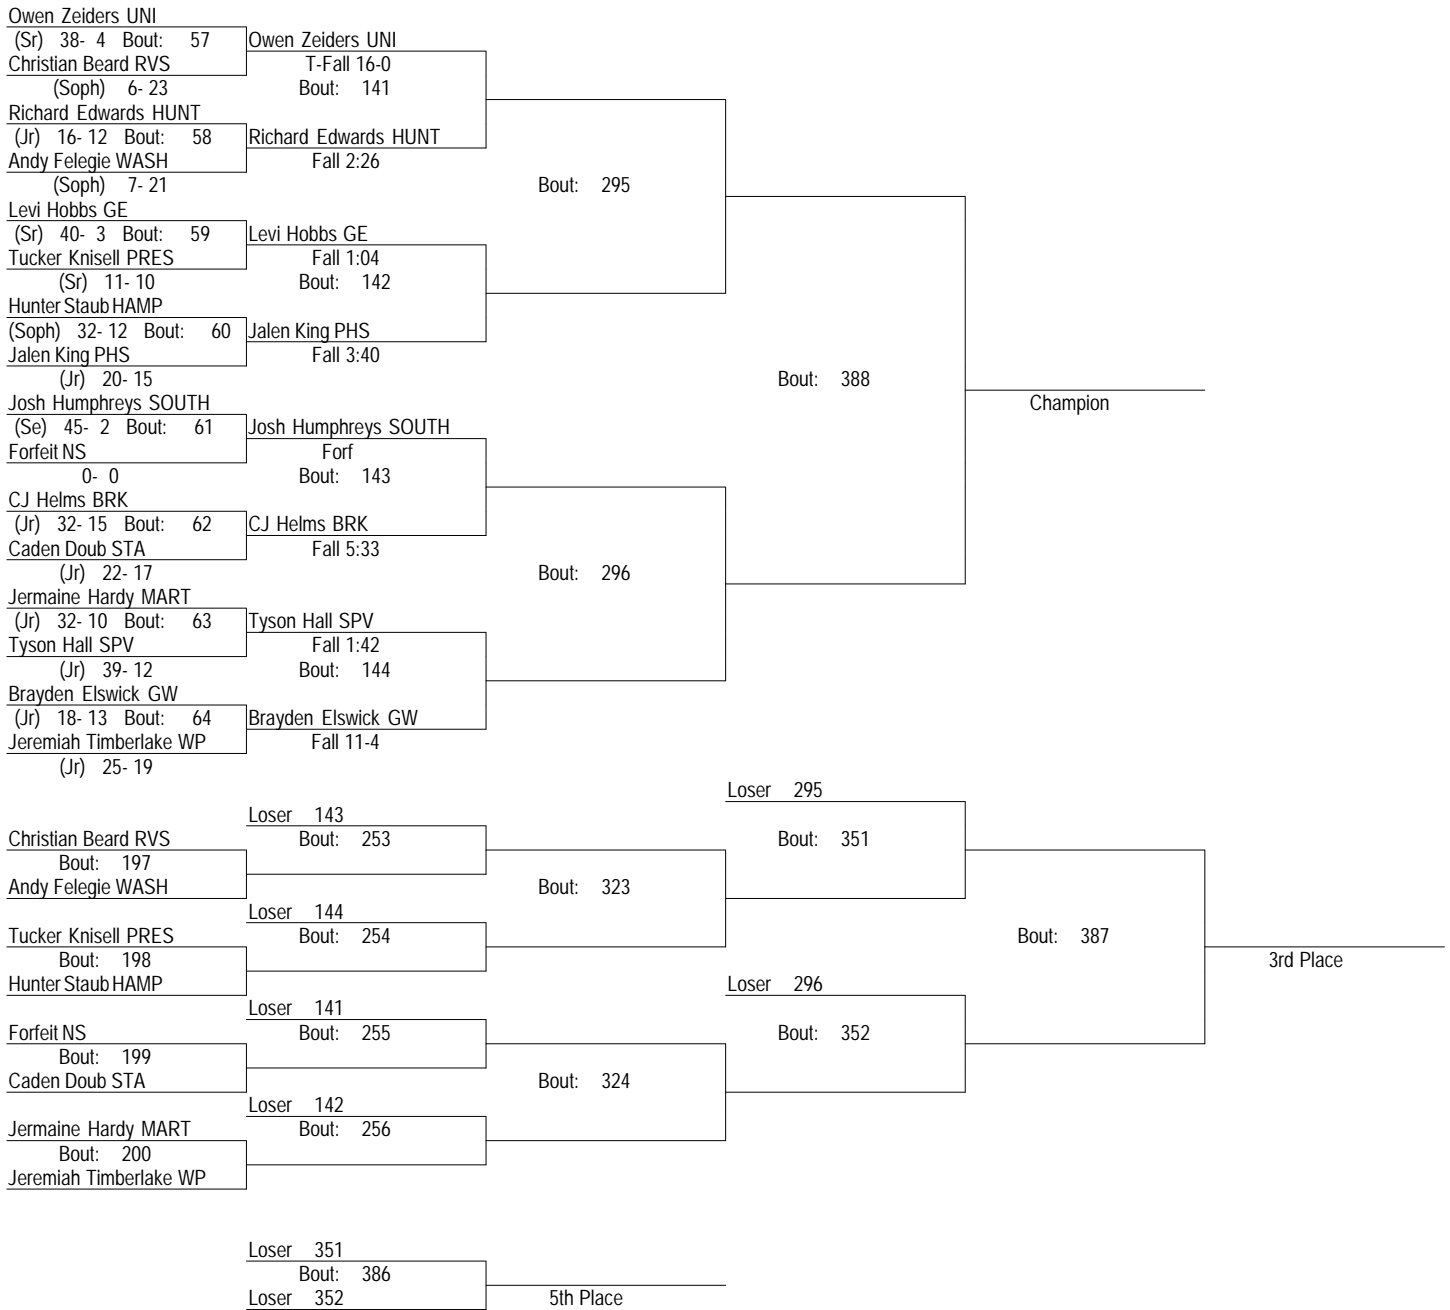 Owen Zeiders UNI
(Sr) 38- 4 Bout: 57
Owen Zeiders UNI
Christian Beard RVS
T-Fall 16-0
(Soph) 6- 23
Bout: 141
Richard Edwards HUNT
(Jr) 16- 12 Bout: 58
Richard Edwards HUNT
Andy Felegie WASH
Fall 2:26
(Soph) 7- 21
Bout: 295
Levi Hobbs GE
(Sr) 40- 3 Bout: 59
Levi Hobbs GE
Tucker Knisell PRES
Fall 1:04
(Sr) 11- 10
Bout: 142
Hunter Staub HAMP
(Soph) 32- 12 Bout: 60
Jalen King PHS
Jalen King PHS
Fall 3:40
(Jr) 20- 15
Bout: 388
Josh Humphreys SOUTH
Champion
(Se) 45- 2 Bout: 61
Josh Humphreys SOUTH
Forfeit NS
Forf
0- 0
Bout: 143
CJ Helms BRK
(Jr) 32- 15 Bout: 62
CJ Helms BRK
Caden Doub STA
Fall 5:33
(Jr) 22- 17
Bout: 296
Jermaine Hardy MART
(Jr) 32- 10 Bout: 63
Tyson Hall SPV
Tyson Hall SPV
Fall 1:42
(Jr) 39- 12
Bout: 144
Brayden Elswick GW
(Jr) 18- 13 Bout: 64
Brayden Elswick GW
Jeremiah Timberlake WP
Fall 11-4
(Jr) 25- 19
Loser 295
Loser 143
Christian Beard RVS
Bout: 253
Bout: 351
Bout: 197
Andy Felegie WASH
Bout: 323
Loser 144
Tucker Knisell PRES
Bout: 254
Bout: 387
Bout: 198
3rd Place
Hunter Staub HAMP
Loser 296
Loser 141
Forfeit NS
Bout: 255
Bout: 352
Bout: 199
Caden Doub STA
Bout: 324
Loser 142
Jermaine Hardy MART
Bout: 256
Bout: 200
Jeremiah Timberlake WP
Loser 351
Bout: 386
Loser 352
5th Place